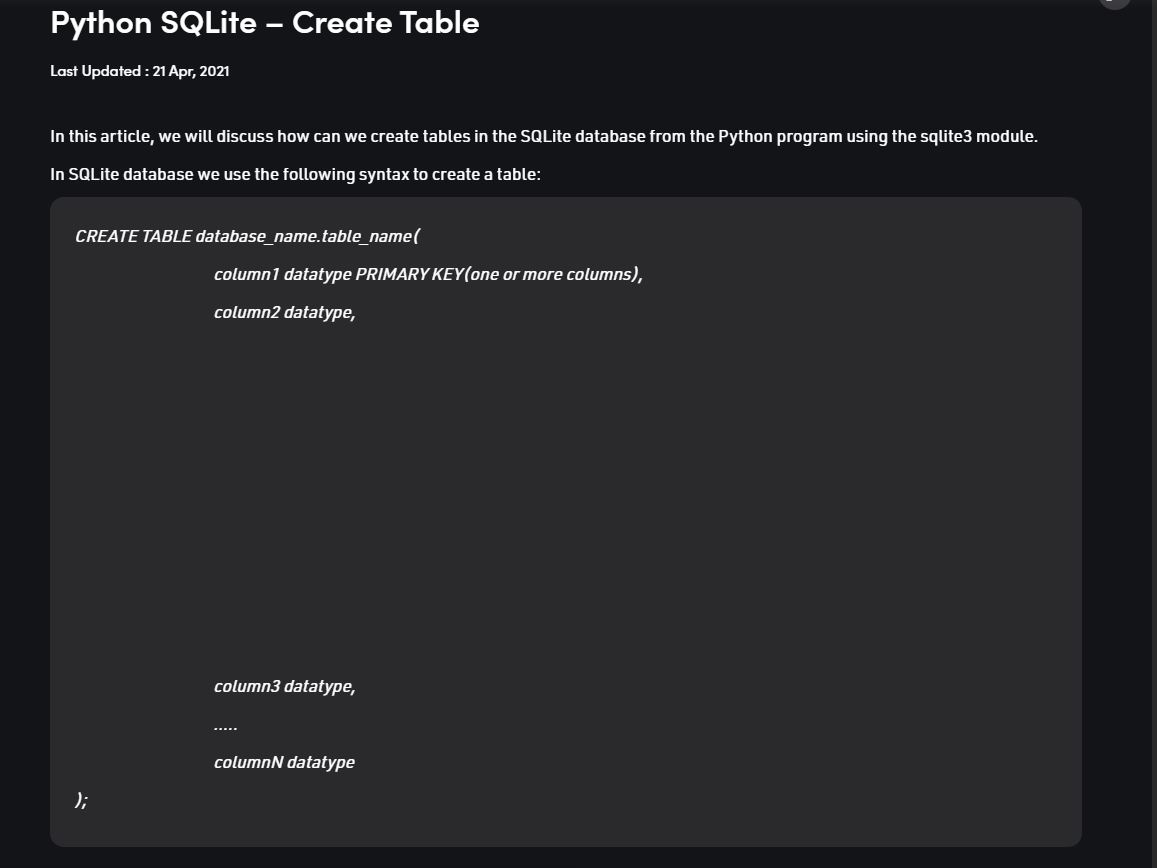 Python SQLite – Create Table
Last Updated : 21 Apr, 2021
In this article, we will discuss how can we create tables in the SQLite database from the Python program using the sqlite3 module.
In SQLite database we use the following syntax to create a table:
CREATE TABLE database_name.table_name(
column1 datatype PRIMARY KEY(one or more columns),
column2 datatype,
column3 datatype,
.....
columnN datatype
);